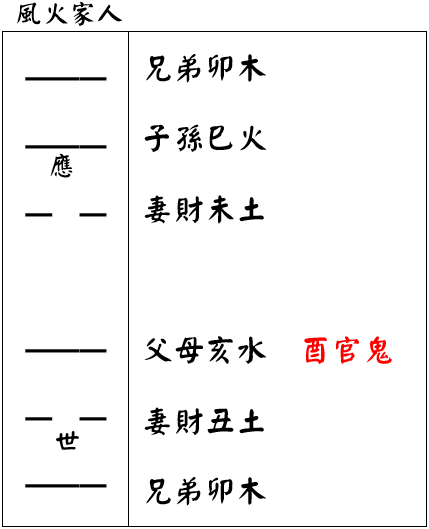 風火家人
兄弟卯木
子孫巳火
應
妻財未土
父母亥水 酉官鬼
妻財丑土
世
兄弟卯木